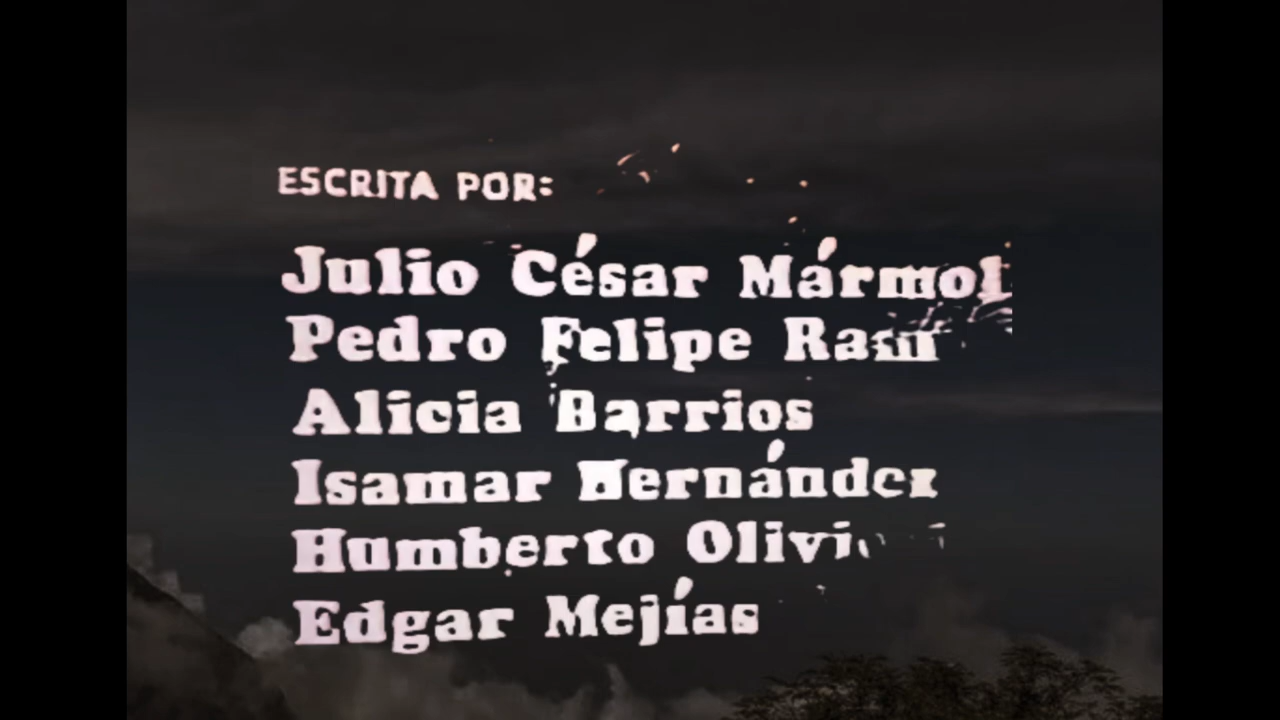 ESCRITA POR:
Julio César Mármol
Pedro Felipe
Alicia Barrios
Isamar Hernández
Humberto
Edgar Mejías